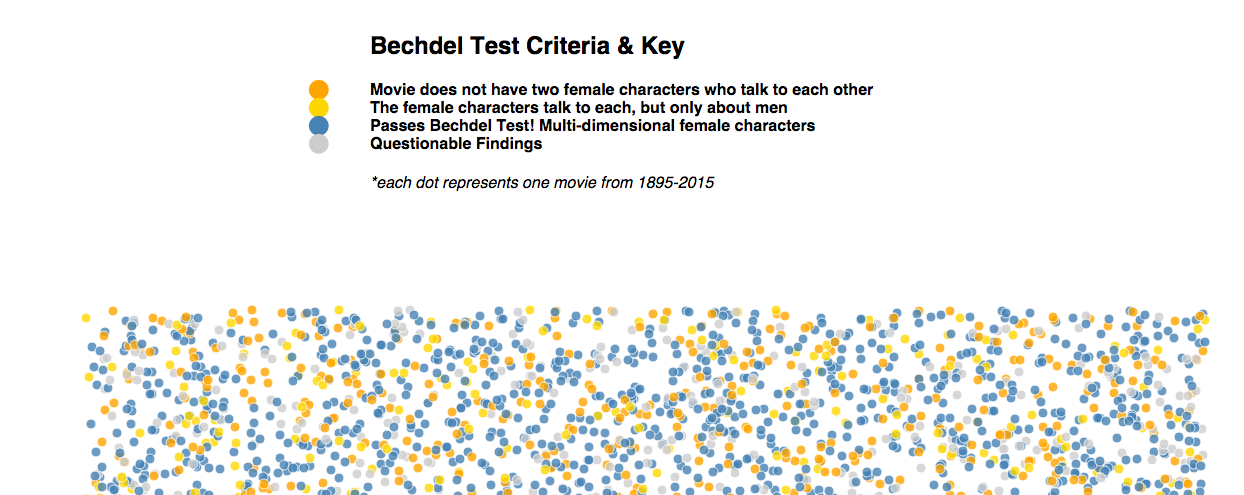 Bechdel Test Criteria & Key
Movie does not have two female characters who talk to each other
The female characters talk to each, but only about men
Passes Bechdel Test! Multi-dimensional female characters
Questionable Findings
*each dot represents one movie from 1895-2015